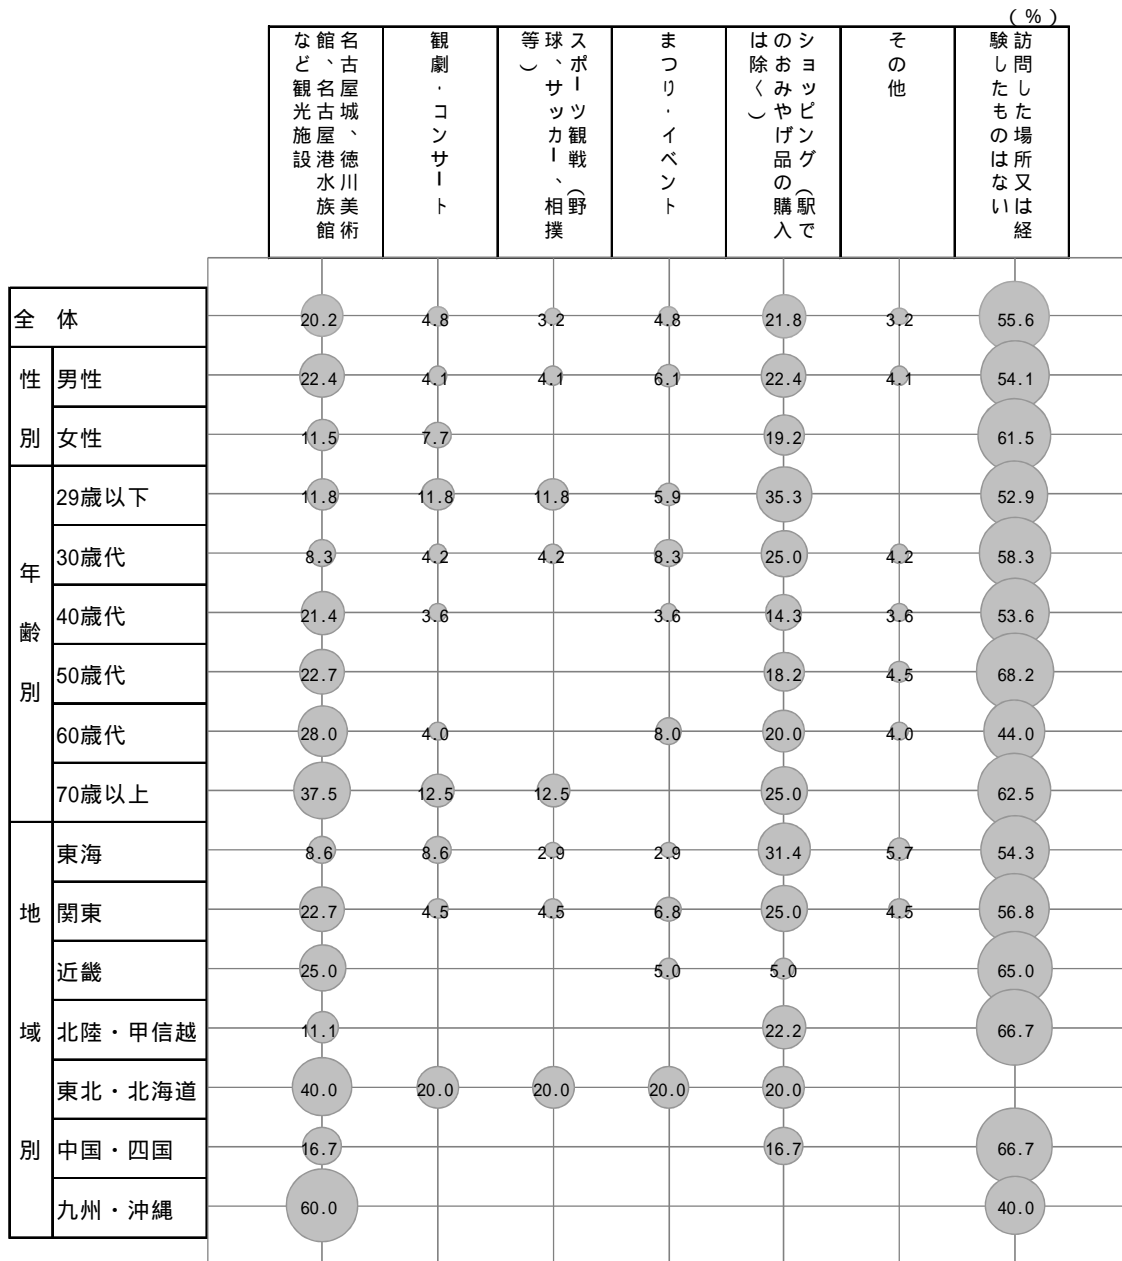 (％)
名古屋城、徳川美術
館、名古屋港水族館
など観光施設
観劇・コンサート
スポーツ観戦（野
球、サッカー、相撲
等）
まつり・イベント
ショッピング（駅で
のおみやげ品の購入
は除く）
その他
訪問した場所又は経
験したものはない
全 体 20.2 4.8 3.2 4.8 21.8 3.2 55.6
性別
男性 22.4 4.1 4.1 6.1 22.4 4.1 54.1
女性 11.5 7.7 19.2 61.5
年齢別
29歳以下 11.8 11.8 11.8 5.9 35.3 52.9
30歳代 8.3 4.2 4.2 8.3 25.0 4.2 58.3
40歳代 21.4 3.6 3.6 14.3 3.6 53.6
50歳代 22.7 18.2 4.5 68.2
60歳代 28.0 4.0 8.0 20.0 4.0 44.0
70歳以上 37.5 12.5 12.5 25.0 62.5
地域別
東海 8.6 8.6 2.9 2.9 31.4 5.7 54.3
関東 22.7 4.5 4.5 6.8 25.0 4.5 56.8
近畿 25.0 5.0 5.0 65.0
北陸・甲信越 11.1 22.2 66.7
東北・北海道 40.0 20.0 20.0 20.0 20.0
中国・四国 16.7 16.7 66.7
九州・沖縄 60.0 40.0